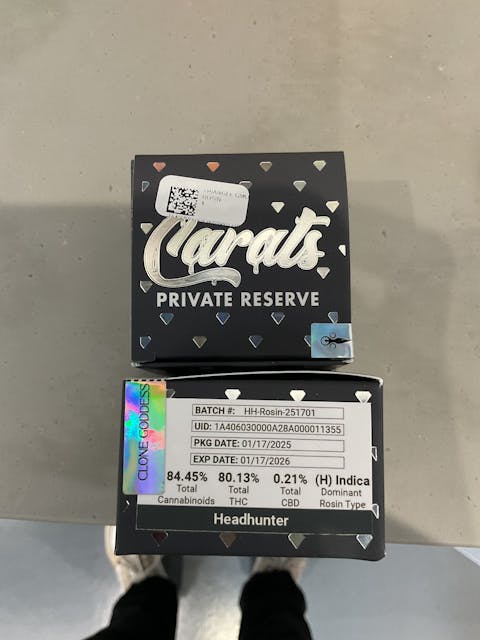 Carats
PRIVATE RESERVE
CLONE GODDESS
BATCH #: HH-Rosin-251701
UID: 1A406030000A28A000011355
PKG DATE: 01/17/2025
EXP DATE: 01/17/2026
84.45% 80.13% 0.21% (H) Indica
Total Total Total Dominant
Cannabinoids THC CBD Rosin Type
Headhunter